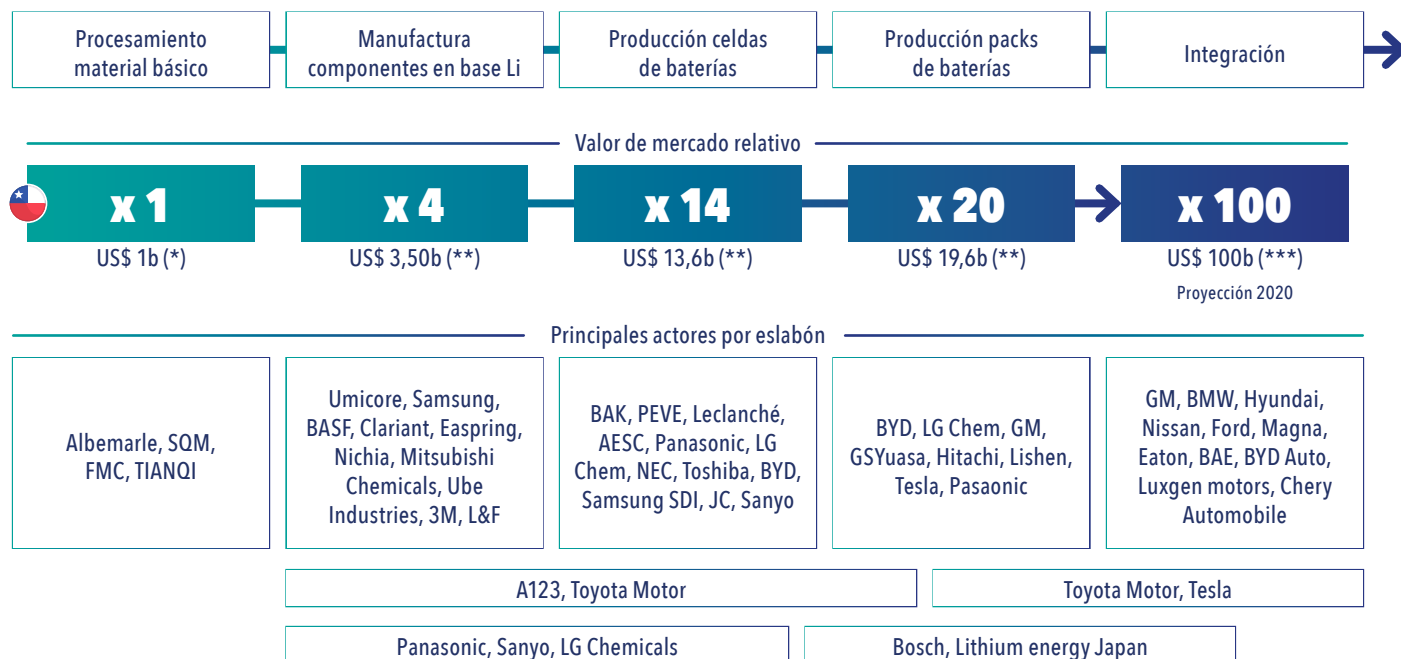 Procesamiento
material básico
Manufactura
componentes en base Li
Producción celdas
de baterías
Producción packs
de baterías
Integración
Valor de mercado relativo
x 1
x 4
x 14
x 20
x 100
US$ 1b (*)
US$ 3,50b (**)
US$ 13,6b (**)
US$ 19,6b (**)
US$ 100b (***)
Proyección 2020
Principales actores por eslabón
Albemarle, SQM,
FMC, TIANQI
Umicore, Samsung,
BASF, Clariant, Easpring,
Nichia, Mitsubishi
Chemicals, Ube
Industries, 3M, L&F
BAK, PEVE, Leclanché,
AESC, Panasonic, LG
Chem, NEC, Toshiba, BYD,
Samsung SDI, JC, Sanyo
BYD, LG Chem, GM,
GSYuasa, Hitachi, Lishen,
Tesla, Pasaonic
GM, BMW, Hyundai,
Nissan, Ford, Magna,
Eaton, BAE, BYD Auto,
Luxgen motors, Chery
Automobile
A123, Toyota Motor
Toyota Motor, Tesla
Panasonic, Sanyo, LG Chemicals
Bosch, Lithium energy Japan